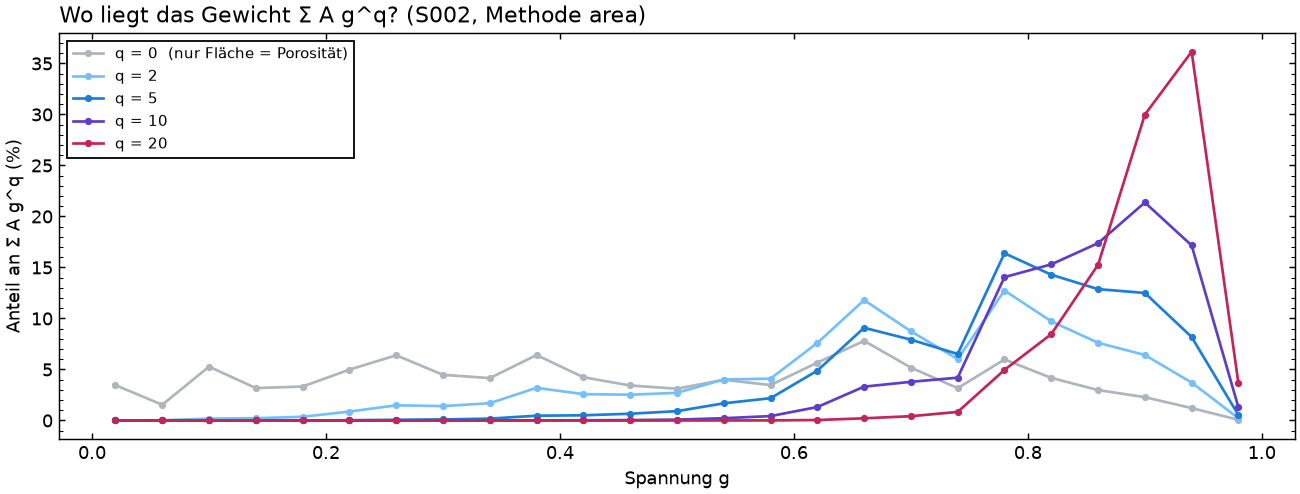 Wo liegt das Gewicht Σ A g^q? (S002, Methode area)
q = 0 (nur Fläche = Porosität)
q = 2
q = 5
q = 10
q = 20
Anteil an Σ A g^q (%)
35
30
25
20
15
10
5
0
0.0 0.2 0.4 0.6 0.8 1.0
Spannung g